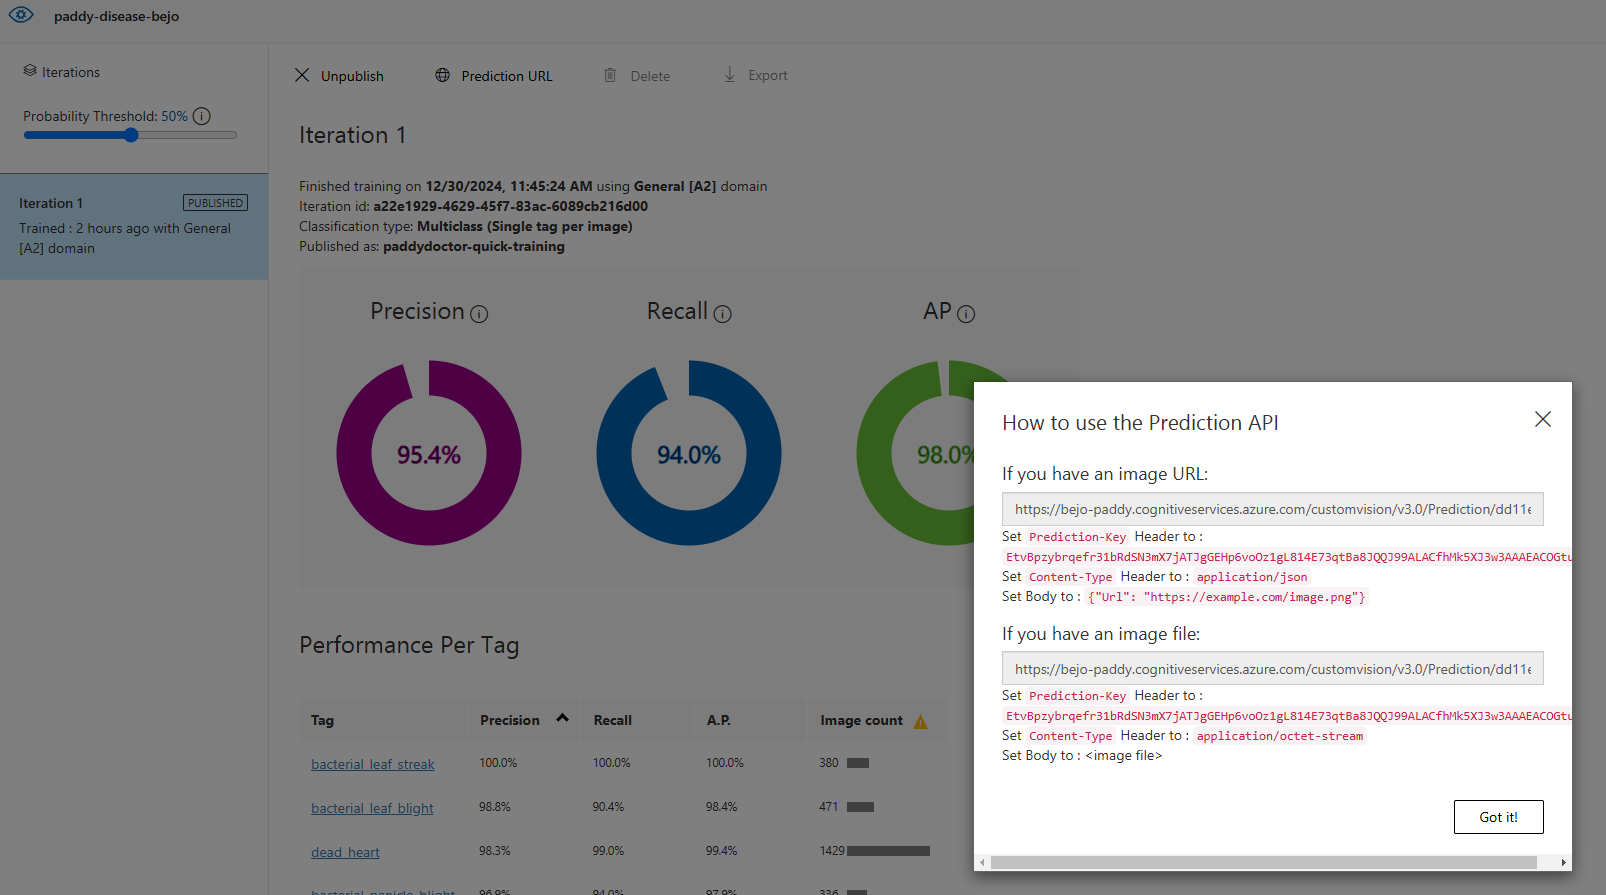 paddy-disease-bejo
Iterations
Probability Threshold: 50%
Iteration 1
PUBLISHED
Trained : 2 hours ago with General
[A2] domain
Unpublish
Prediction URL
Delete
Export
Iteration 1
Finished training on 12/30/2024, 11:45:24 AM using General [A2] domain
Iteration id: a22e1929-4629-45f7-83ac-6089cb216d00
Classification type: Multiclass (Single tag per image)
Published as: paddydoctor-quick-training
Precision
Recall
AP
95.4%
94.0%
98.0%
Performance Per Tag
Tag Precision Recall A.P. Image count
bacterial_leaf_streak 100.0% 100.0% 100.0% 380
bacterial_leaf_blight 98.8% 90.4% 98.4% 471
dead_heart 98.3% 99.0% 99.4% 1429
bacterial_panicle_blight 96.9% 94.0% 97.9% 336
How to use the Prediction API
If you have an image URL:
https://bejo-paddy.cognitiveservices.azure.com/customvision/v3.0/Prediction/dd11e
Set Prediction-Key Header to :
EtvBpzybrqefr31bRdSN3mX7jATJgGEHp6voOz1gL814E73qtBa8JQQJ99ALACfhMk5XJ3w3AAAEACOGtu
Set Content-Type Header to : application/json
Set Body to : {"Url": "https://example.com/image.png"}
If you have an image file:
https://bejo-paddy.cognitiveservices.azure.com/customvision/v3.0/Prediction/dd11e
Set Prediction-Key Header to :
EtvBpzybrqefr31bRdSN3mX7jATJgGEHp6voOz1gL814E73qtBa8JQQJ99ALACfhMk5XJ3w3AAAEACOGtu
Set Content-Type Header to : application/octet-stream
Set Body to : <image file>
Got it!